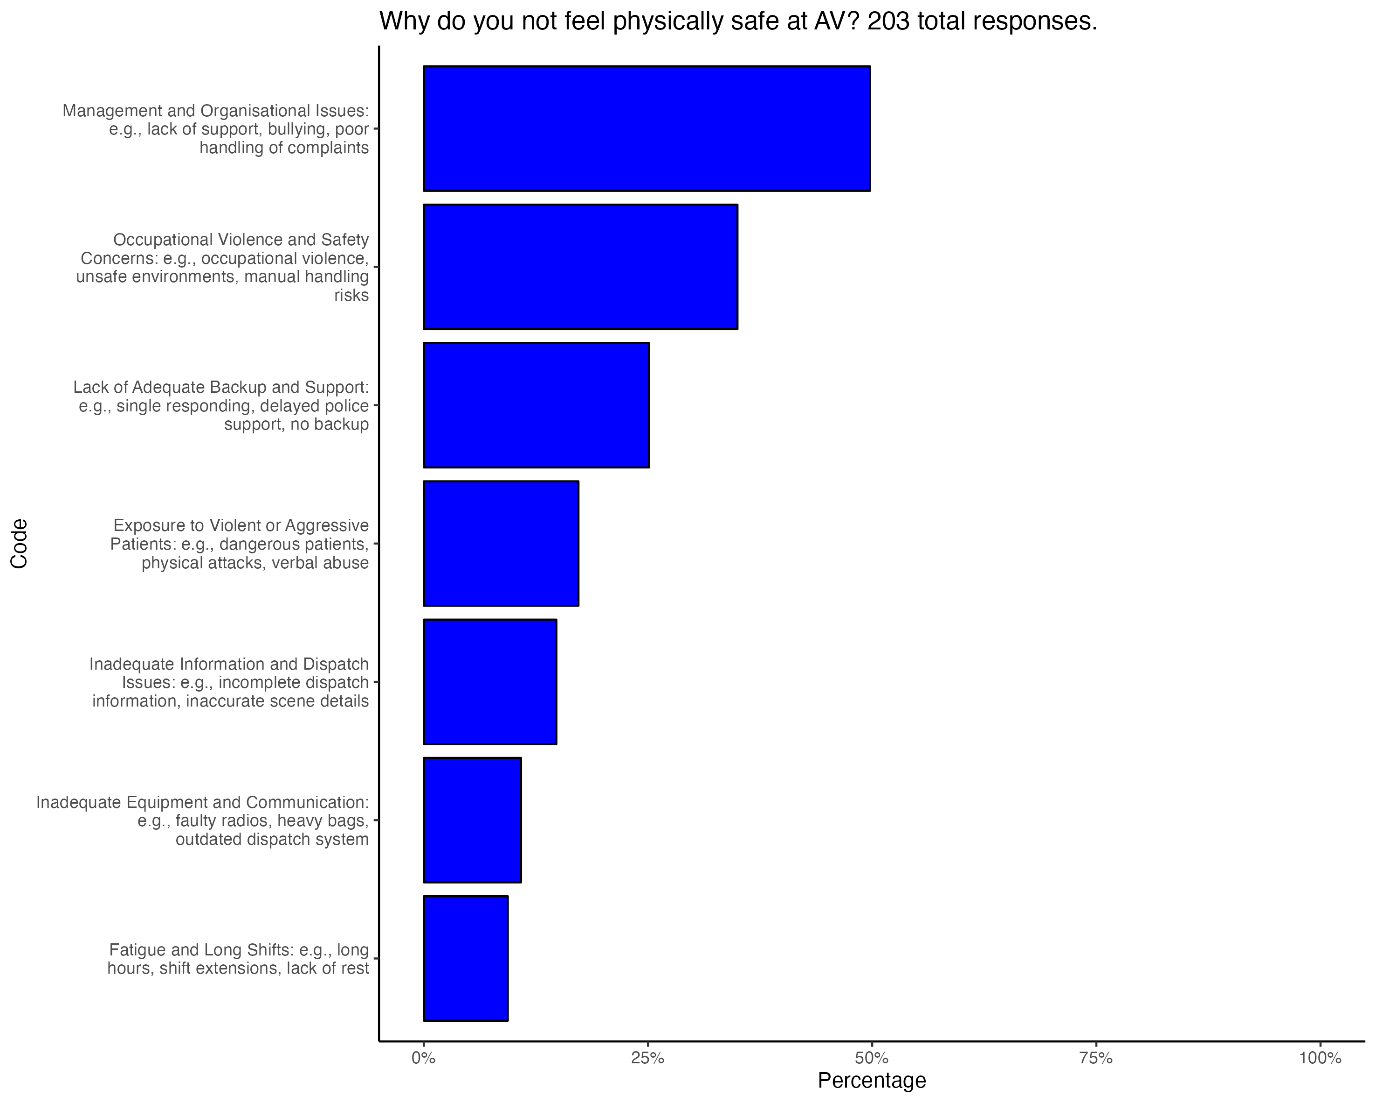 Why do you not feel physically safe at AV? 203 total responses.
Management and Organisational Issues:
e.g., lack of support, bullying, poor
handling of complaints
Occupational Violence and Safety
Concerns: e.g., occupational violence,
unsafe environments, manual handling
risks
Lack of Adequate Backup and Support:
e.g., single responding, delayed police
support, no backup
Exposure to Violent or Aggressive
Patients: e.g., dangerous patients,
physical attacks, verbal abuse
Inadequate Information and Dispatch
Issues: e.g., incomplete dispatch
information, inaccurate scene details
Inadequate Equipment and Communication:
e.g., faulty radios, heavy bags,
outdated dispatch system
Fatigue and Long Shifts: e.g., long
hours, shift extensions, lack of rest
Code
0% 25% 50% 75% 100%
Percentage